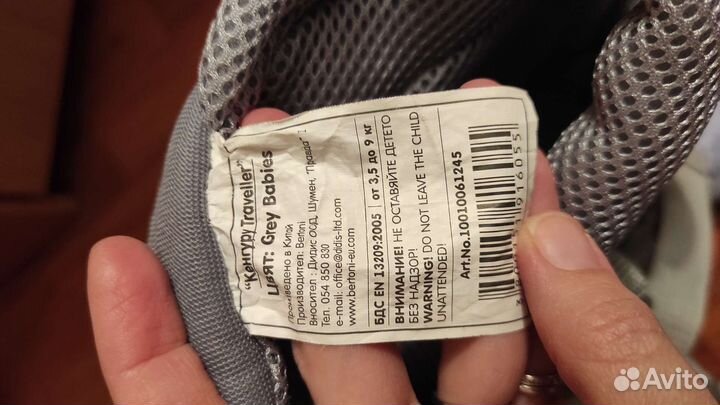 "Кенгуру Traveller"
Цвят: Grey Babies
Произведено в Китай
Производител: Bertoni
Вносител: Дидис ООД, Шумен, "Правда"
Тел. 054 850 830
e-mail: office@didis-ltd.com
www.bertoni-eu.com
БДС EN 13209:2005 | от 3,5 до 9 кг
ВНИМАНИЕ! НЕ ОСТАВЯЙТЕ ДЕТЕТО
БЕЗ НАДЗОР!
WARNING! DO NOT LEAVE THE CHILD
UNATTENDED!
Art.No.10010061245
Avito